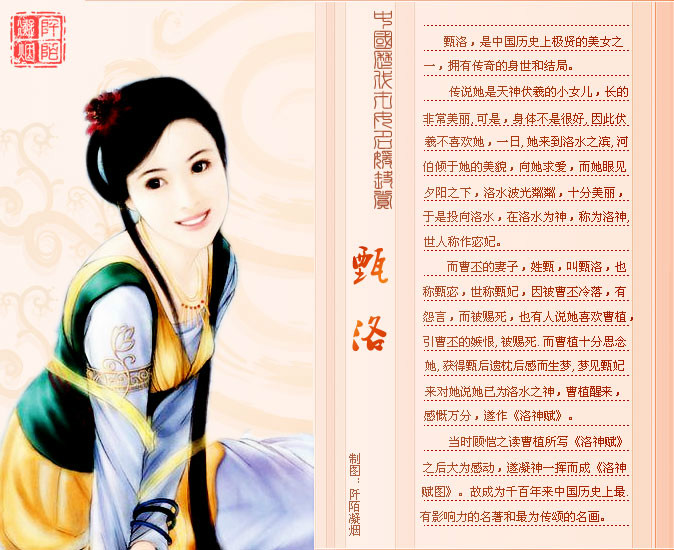 阡陌
凝烟
中國歷代名媛
甄洛
制图：阡陌凝烟
甄洛，是中国历史上极贤的美女之
一，拥有传奇的身世和结局。
传说她是天神伏羲的小女儿，长的
非常美丽.可是，身体不是很好,因此伏
羲不喜欢她，一日,她来到洛水之滨,河
伯倾于她的美貌，向她求爱，而她眼见
夕阳之下，洛水波光粼粼，十分美丽，
于是投向洛水，在洛水为神，称为洛神,
世人称作宓妃。
而曹丕的妻子，姓甄，叫甄洛，也
称甄宓，世称甄妃，因被曹丕冷落，有
怨言，而被赐死，也有人说她喜欢曹植，
引曹丕的嫉恨,被赐死.而曹植十分思念
她,获得甄后遗枕后感而生梦,梦见甄妃
来对她说她已为洛水之神，曹植醒来，
感慨万分，遂作《洛神赋》。
当时顾恺之读曹植所写《洛神赋》
之后大为感动，遂凝神一挥而成《洛神
赋图》。故成为千百年来中国历史上最.
有影响力的名著和最为传颂的名画。